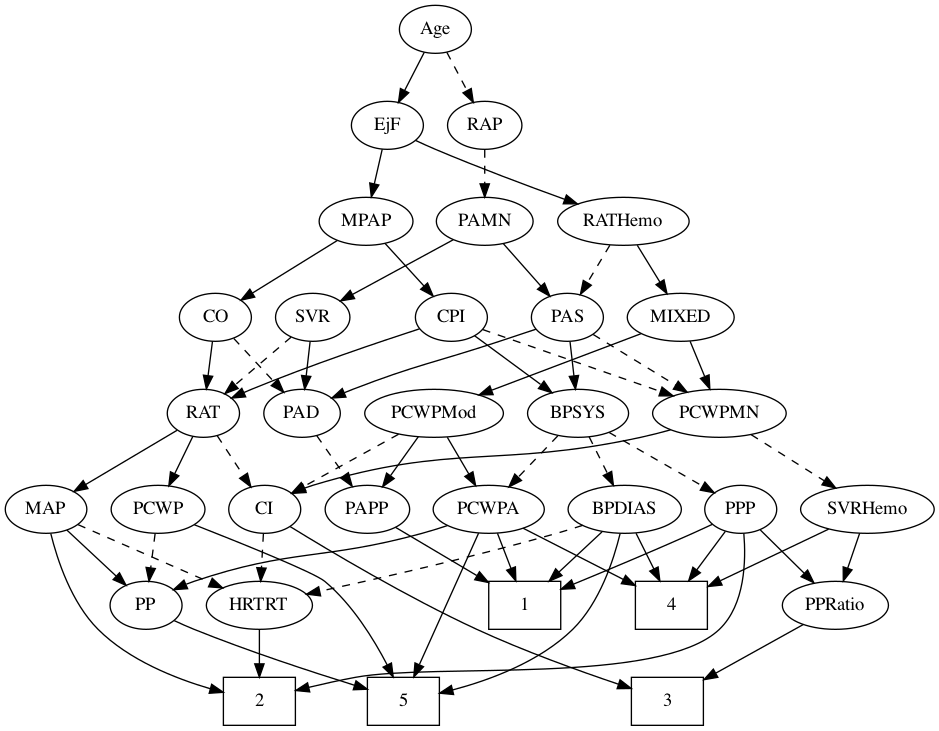 Age
EjF
RAP
MPAP
PAMN
RATHemo
CO
SVR
CPI
PAS
MIXED
RAT
PAD
PCWPMod
BPSYS
PCWPMN
MAP
PCWP
CI
PAPP
PCWPA
BPDIAS
PPP
SVRHemo
PP
HRTRT
1
4
PPRatio
2
5
3